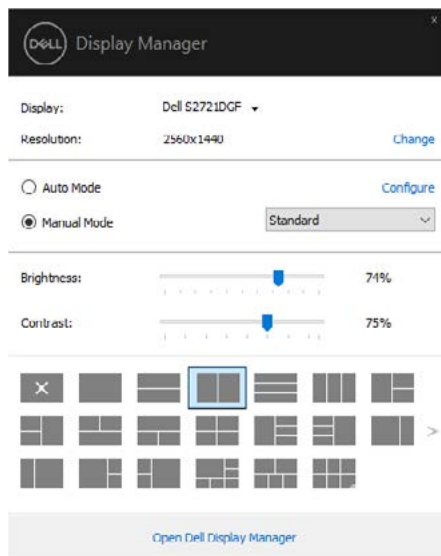 x
DELL Display Manager
Display: Dell S2721DGF
Resolution: 2560x1440 Change
Auto Mode Configure
Manual Mode Standard
Brightness: 74%
Contrast: 75%
Open Dell Display Manager